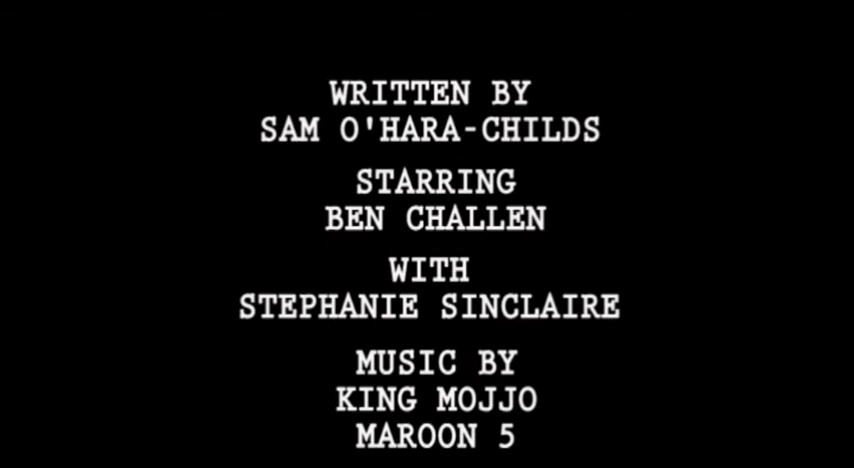 WRITTEN BY
SAM O'HARA-CHILDS
STARRING
BEN CHALLEN
WITH
STEPHANIE SINCLAIRE
MUSIC BY
KING MOJJO
MAROON 5